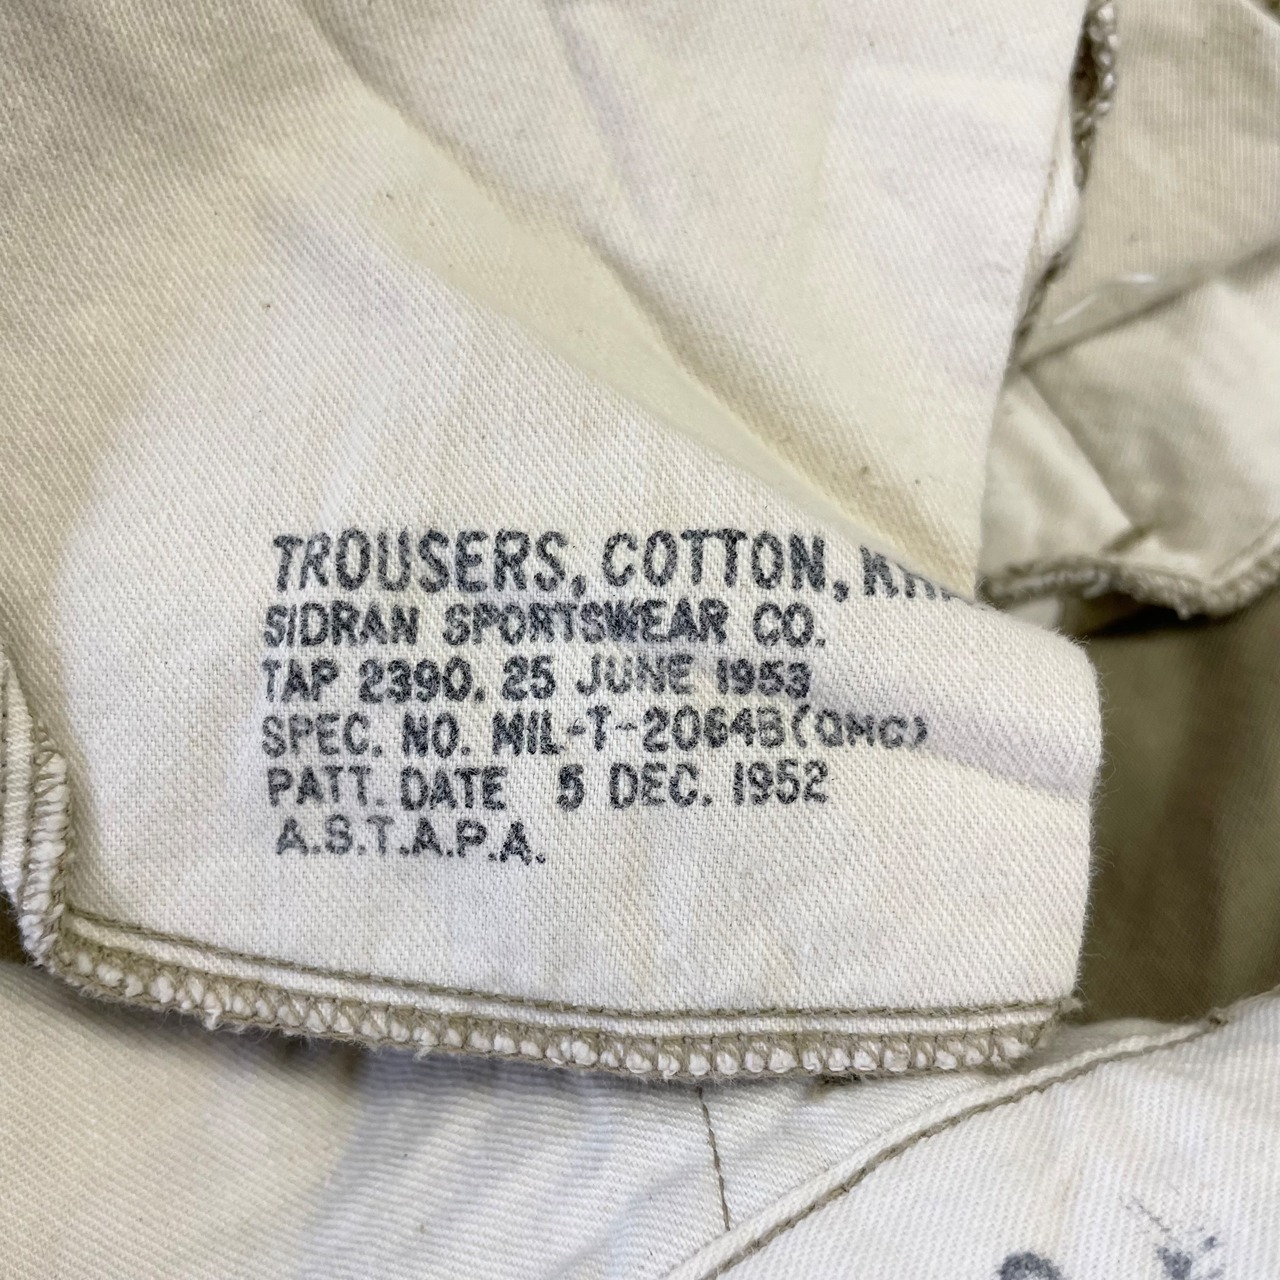 TROUSERS, COTTON,
SIDRAN SPORTSWEAR CO.
TAP 2390. 25 JUNE 1953
SPEC. NO. MIL-T-2064B(QMG)
PATT. DATE 5 DEC. 1952
A.S.T.A.P.A.